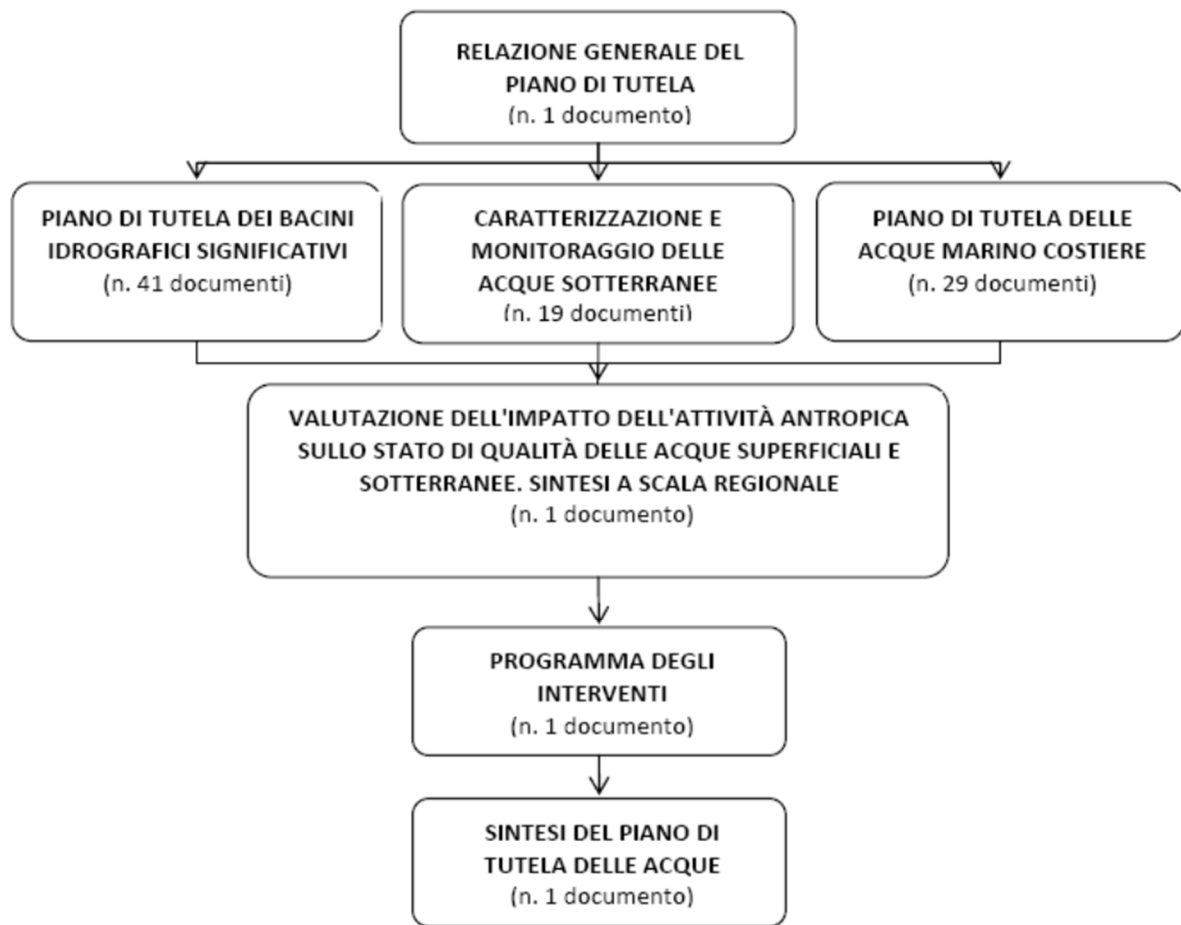 RELAZIONE GENERALE DEL
PIANO DI TUTELA
(n. 1 documento)
PIANO DI TUTELA DEI BACINI
IDROGRAFICI SIGNIFICATIVI
(n. 41 documenti)
CARATTERIZZAZIONE E
MONITORAGGIO DELLE
ACQUE SOTTERRANEE
(n. 19 documenti)
PIANO DI TUTELA DELLE
ACQUE MARINO COSTIERE
(n. 29 documenti)
VALUTAZIONE DELL'IMPATTO DELL'ATTIVITÀ ANTROPICA
SULLO STATO DI QUALITÀ DELLE ACQUE SUPERFICIALI E
SOTTERRANEE. SINTESI A SCALA REGIONALE
(n. 1 documento)
PROGRAMMA DEGLI
INTERVENTI
(n. 1 documento)
SINTESI DEL PIANO DI
TUTELA DELLE ACQUE
(n. 1 documento)